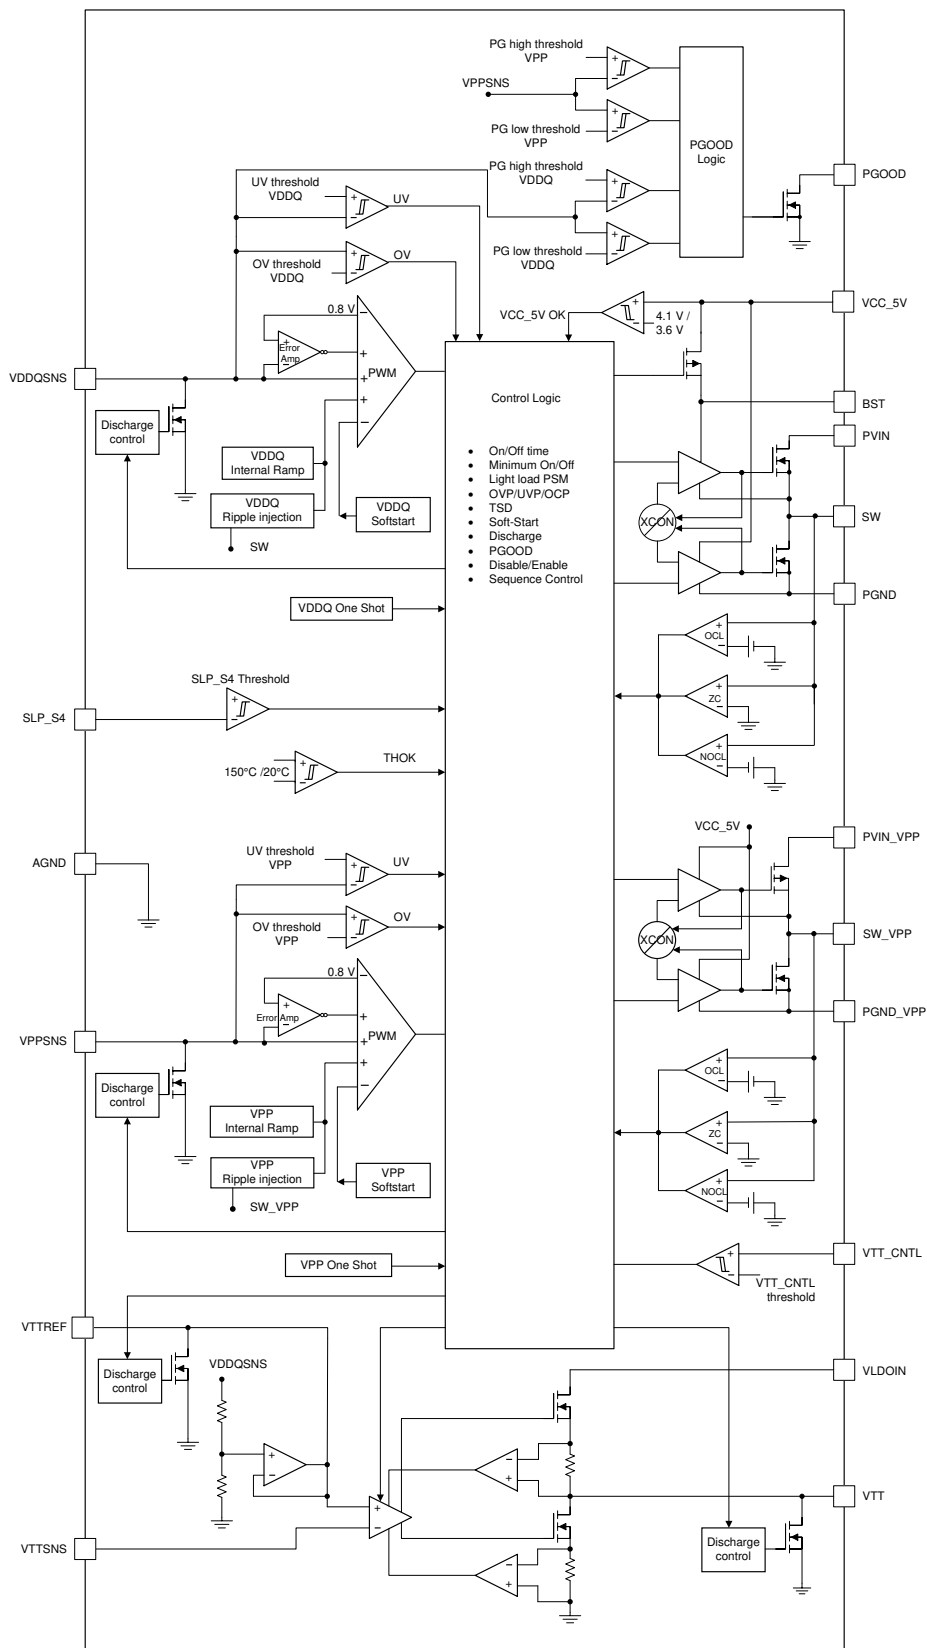 PG high threshold
VPP
VPPSNS
PG low threshold
VPP
PGOOD
Logic
PG high threshold
VDDQ
PG low threshold
VDDQ
PGOOD
UV threshold
VDDQ
UV
OV threshold
VDDQ
OV
VCC_5V OK
4.1 V /
3.6 V
VCC_5V
0.8 V
Error
Amp
PWM
VDDQSNS
Discharge
control
VDDQ
Internal Ramp
VDDQ
Ripple injection
SW
VDDQ
Softstart
Control Logic
• On/Off time
• Minimum On/Off
• Light load PSM
• OVP/UVP/OCP
• TSD
• Soft-Start
• Discharge
• PGOOD
• Disable/Enable
• Sequence Control
BST
PVIN
XCON
SW
PGND
VDDQ One Shot
OCL
ZC
NOCL
SLP_S4 Threshold
SLP_S4
150°C /20°C
THOK
AGND
UV threshold
VPP
UV
OV threshold
VPP
OV
VCC_5V
PVIN_VPP
XCON
SW_VPP
PGND_VPP
0.8 V
Error Amp
PWM
VPPSNS
Discharge
control
VPP
Internal Ramp
VPP
Ripple injection
SW_VPP
VPP
Softstart
OCL
ZC
NOCL
VPP One Shot
VTT_CNTL
VTT_CNTL
threshold
VTTREF
Discharge
control
VDDQSNS
VLDOIN
VTT
VTTSNS
Discharge
control